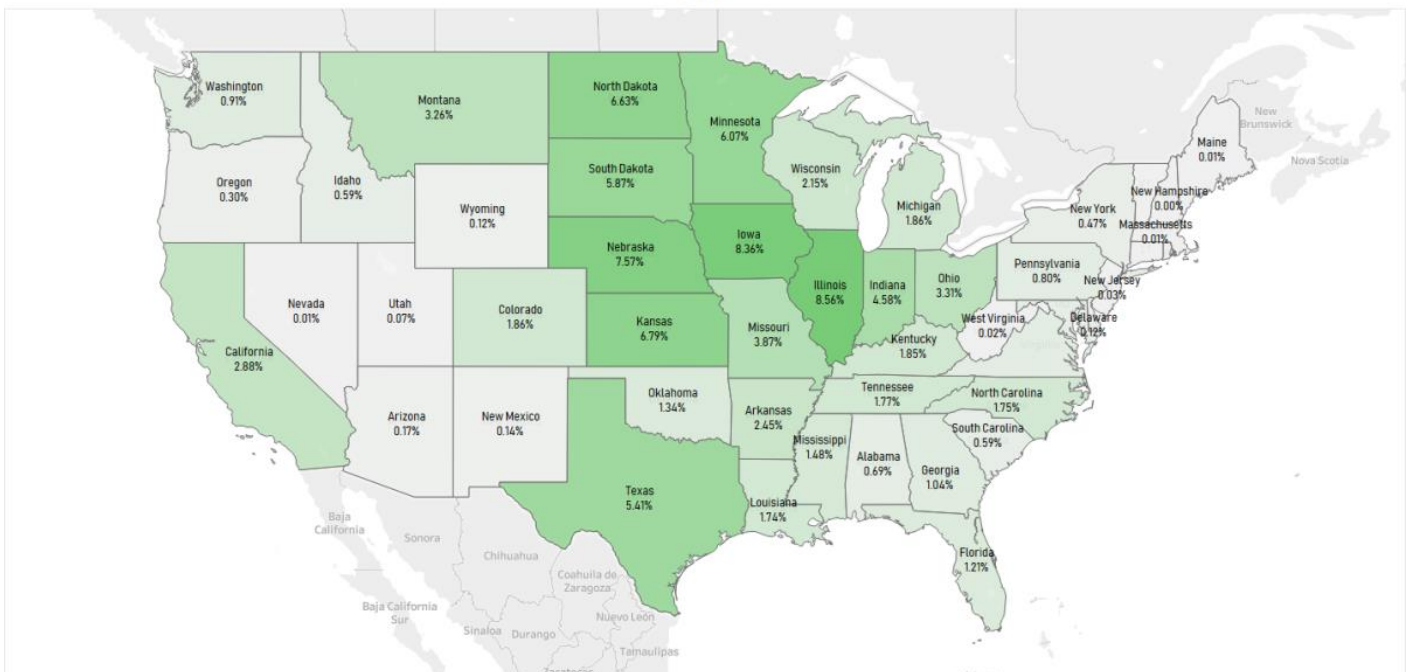 Washington
0.91%
Montana
3.26%
North Dakota
6.63%
Minnesota
6.07%
Maine
0.01%
New
Brunswick
Nova Scotia
Oregon
0.30%
Idaho
0.59%
Wyoming
0.12%
South Dakota
5.87%
Wisconsin
2.15%
Michigan
1.86%
New York
0.47%
New Hampshire
0.00%
Massachusetts
0.01%
Nebraska
7.57%
Iowa
8.36%
Illinois
8.56%
Indiana
4.58%
Ohio
3.31%
Pennsylvania
0.80%
New Jersey
0.03%
Nevada
0.01%
Utah
0.07%
Colorado
1.86%
Kansas
6.79%
Missouri
3.87%
Kentucky
1.85%
West Virginia
0.02%
Delaware
0.12%
California
2.88%
Arizona
0.17%
New Mexico
0.14%
Oklahoma
1.34%
Arkansas
2.45%
Tennessee
1.77%
North Carolina
1.75%
South Carolina
0.59%
Mississippi
1.48%
Alabama
0.69%
Georgia
1.04%
Texas
5.41%
Louisiana
1.74%
Florida
1.21%
Baja
California
Sonora
Chihuahua
Coahuila de
Zaragoza
Baja California
Sur
Nuevo León
Sinaloa
Durango
Tamaulipas